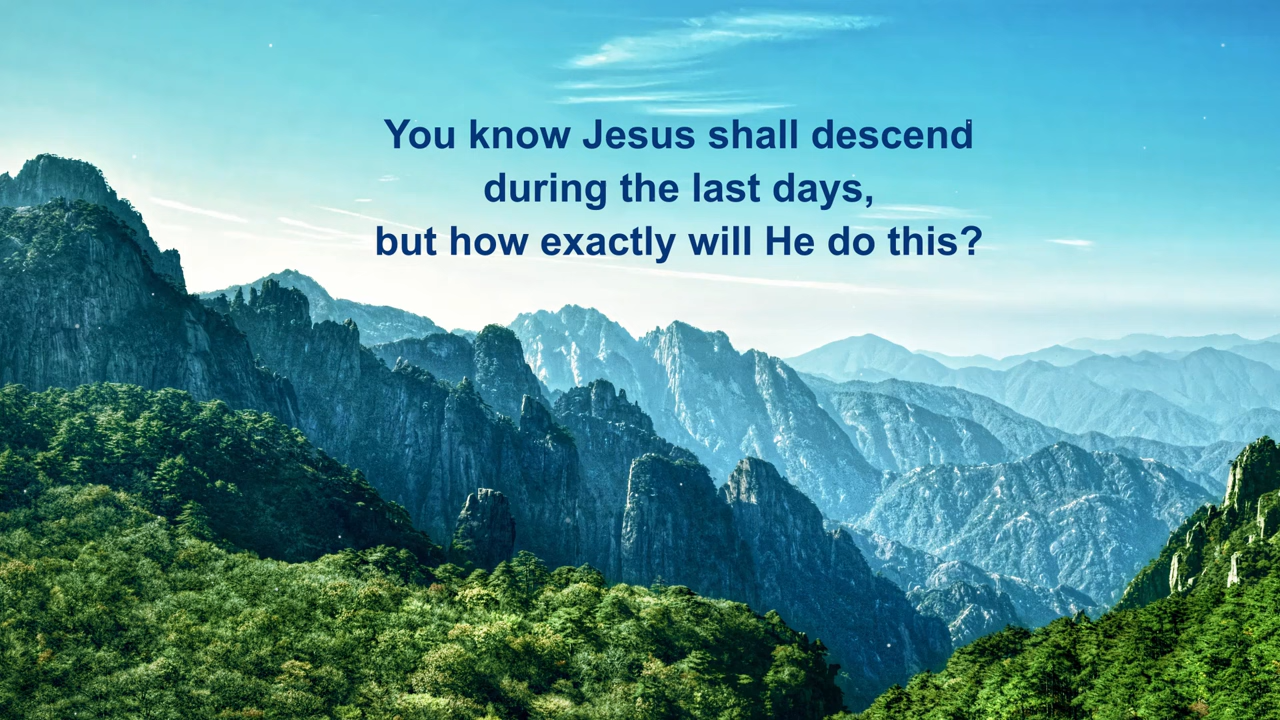 You know Jesus shall descend
during the last days,
but how exactly will He do this?